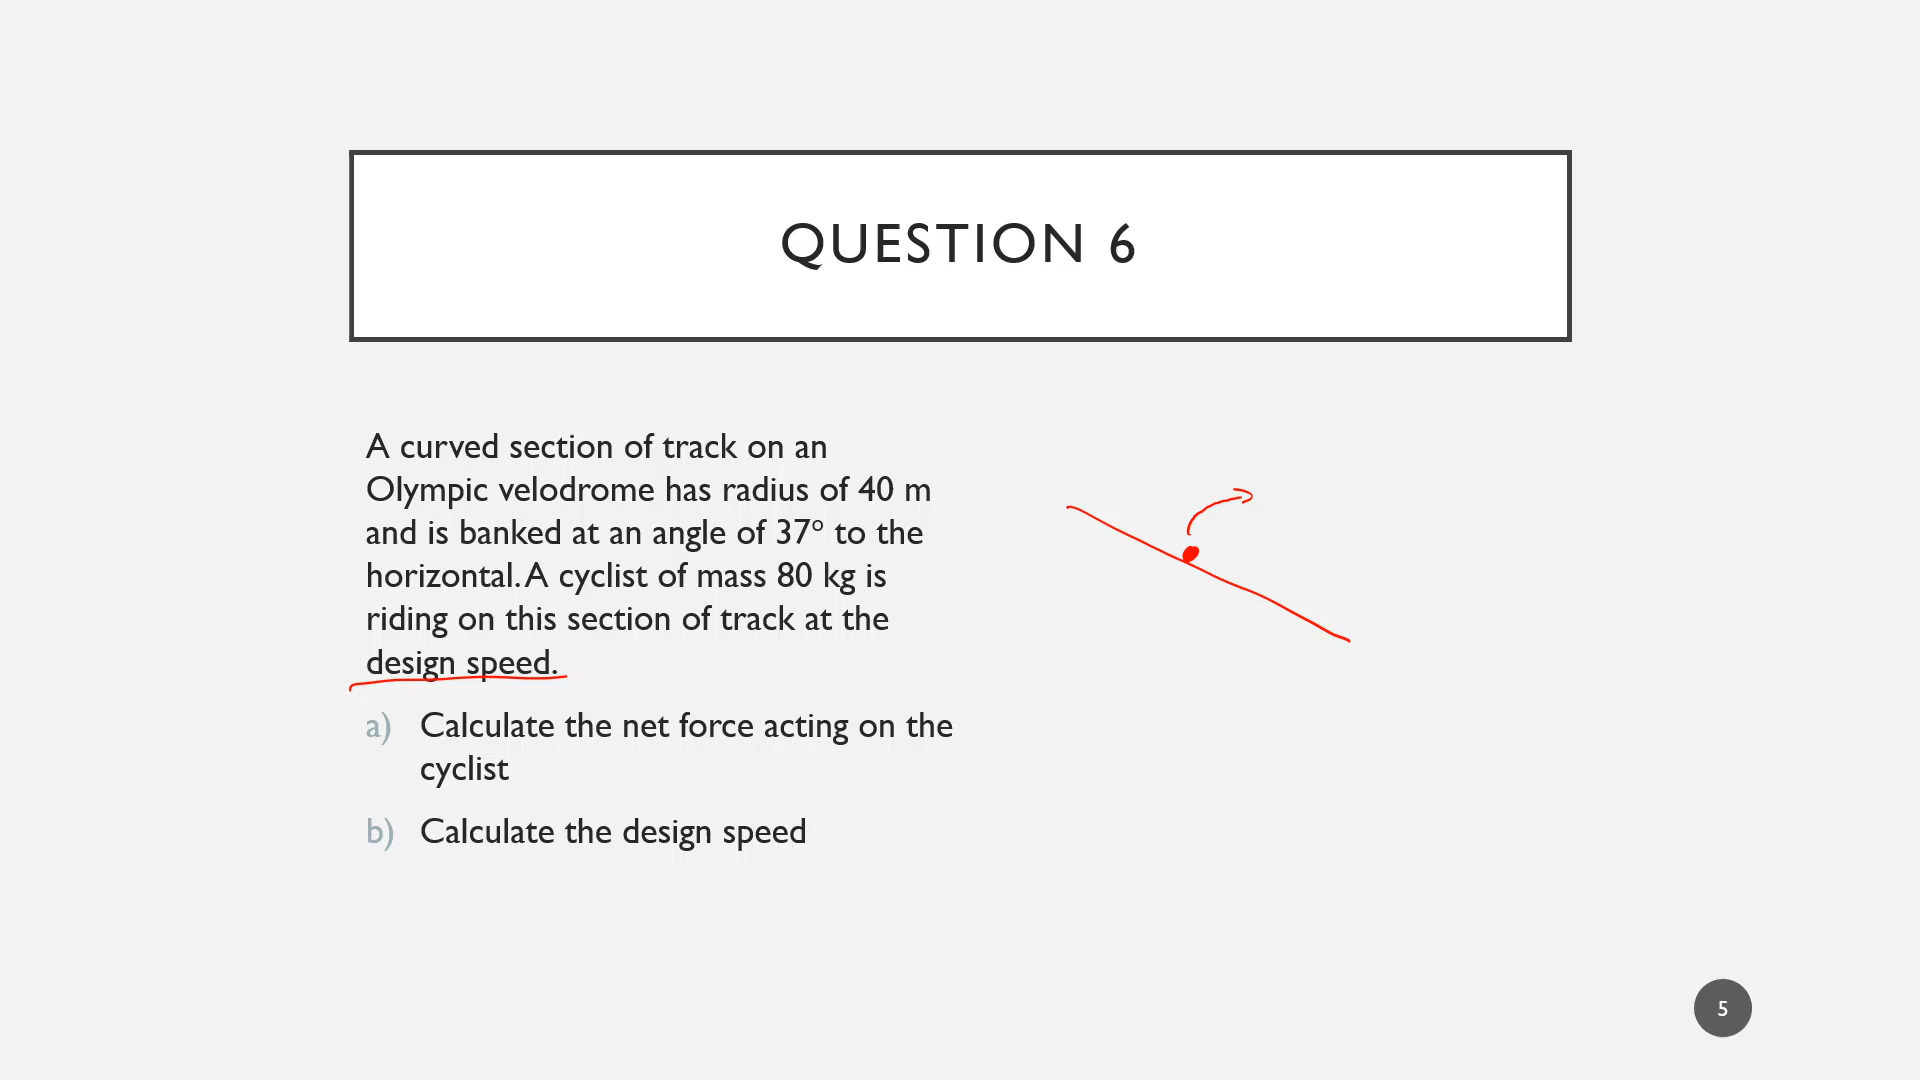 QUESTION 6
A curved section of track on an
Olympic velodrome has radius of 40 m
and is banked at an angle of 37° to the
horizontal. A cyclist of mass 80 kg is
riding on this section of track at the
design speed.
a) Calculate the net force acting on the
cyclist
b) Calculate the design speed
5